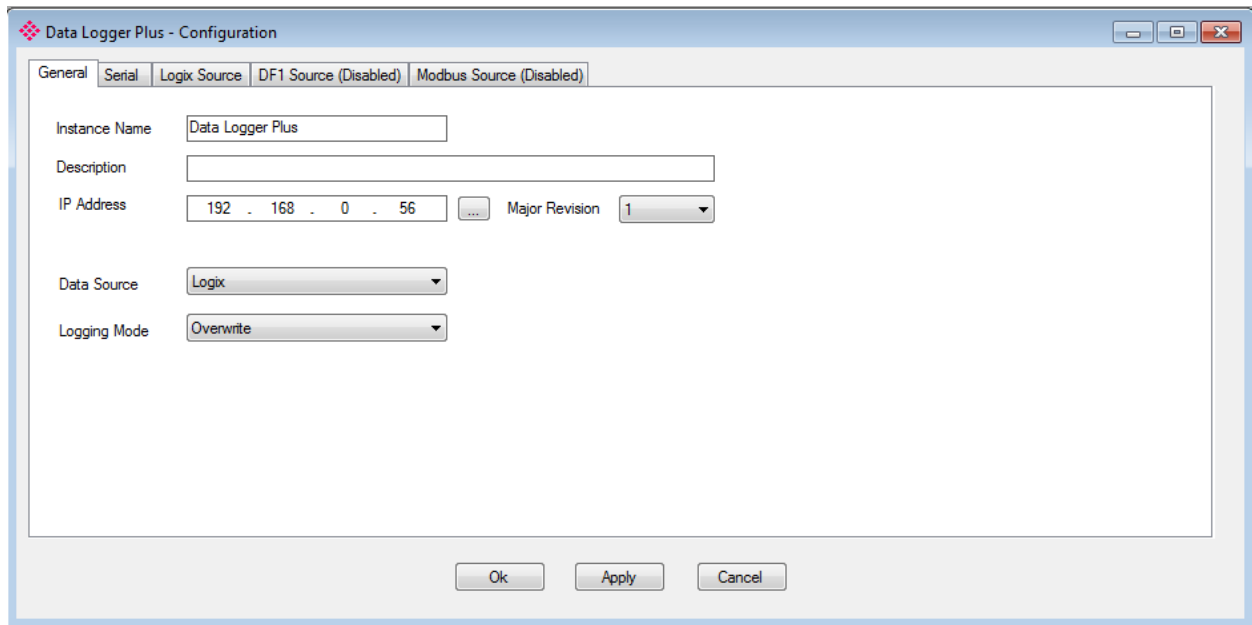 Data Logger Plus - Configuration
General Serial Logix Source DF1 Source (Disabled) Modbus Source (Disabled)
Instance Name Data Logger Plus
Description
IP Address 192 . 168 . 0 . 56 ... Major Revision 1
Data Source Logix
Logging Mode Overwrite
Ok Apply Cancel